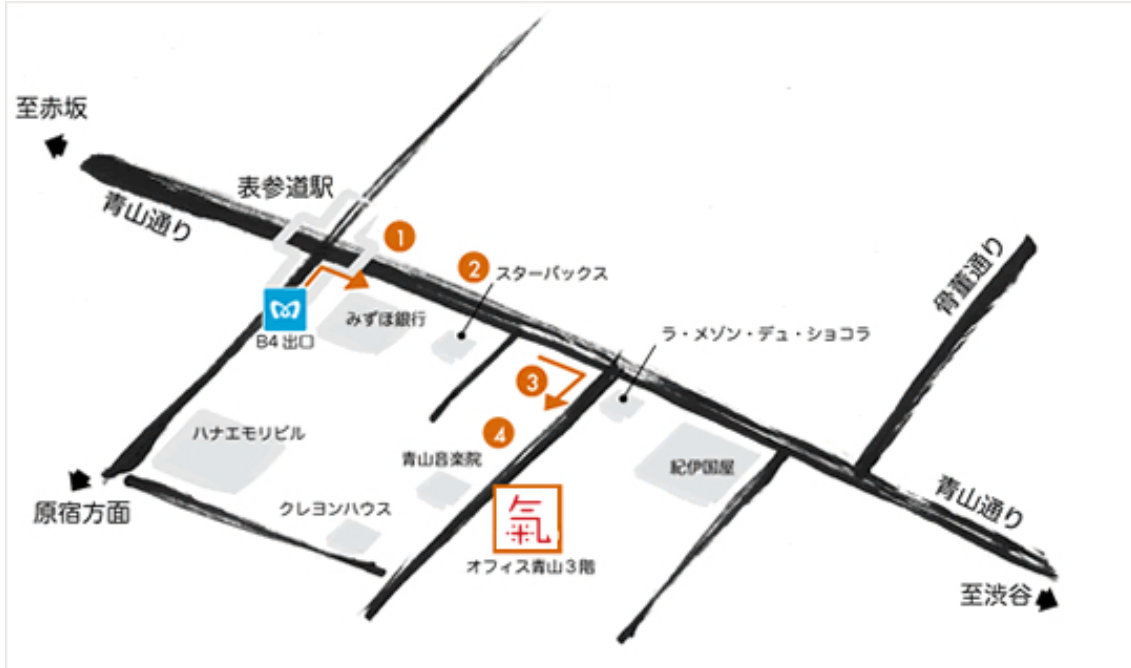 至赤坂
表参道駅
青山通り
1
2
スターバックス
骨董通り
みずほ銀行
B4出口
ラ・メゾン・デュ・ショコラ
3
4
ハナエモリビル
青山音楽院
紀伊国屋
原宿方面
クレヨンハウス
氣
青山通り
オフィス青山3階
至渋谷